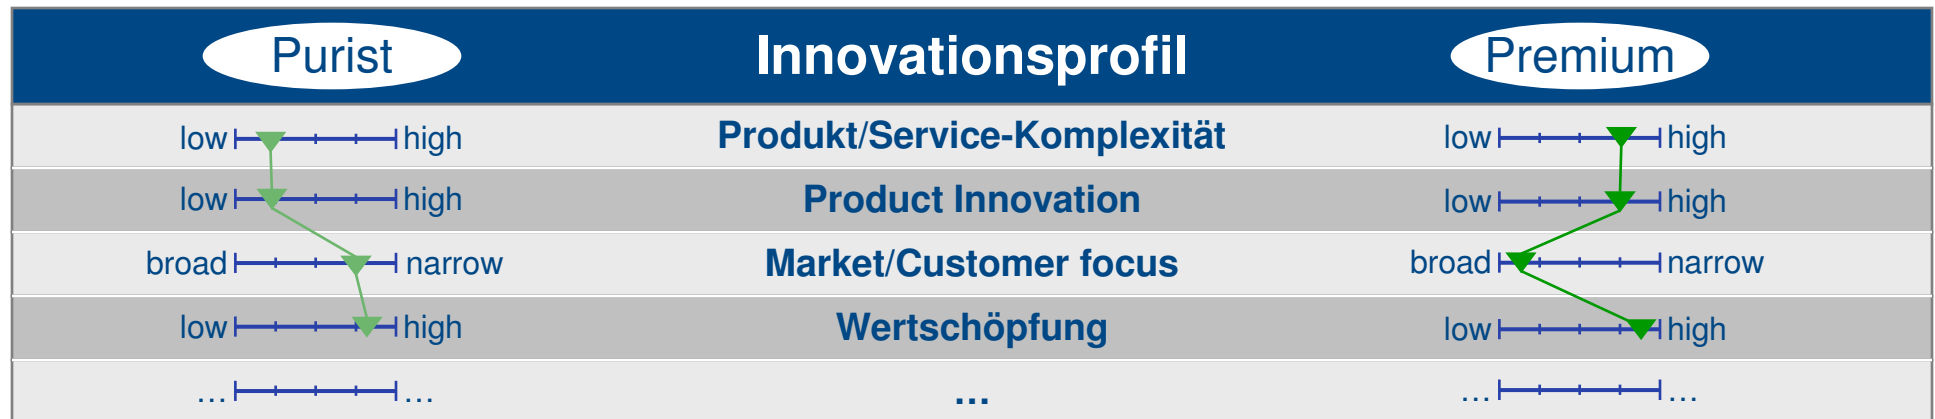 Purist Innovationsprofil Premium
low high Produkt/Service-Komplexität low high
low high Product Innovation low high
broad narrow Market/Customer focus broad narrow
low high Wertschöpfung low high
... ... ... ... ...